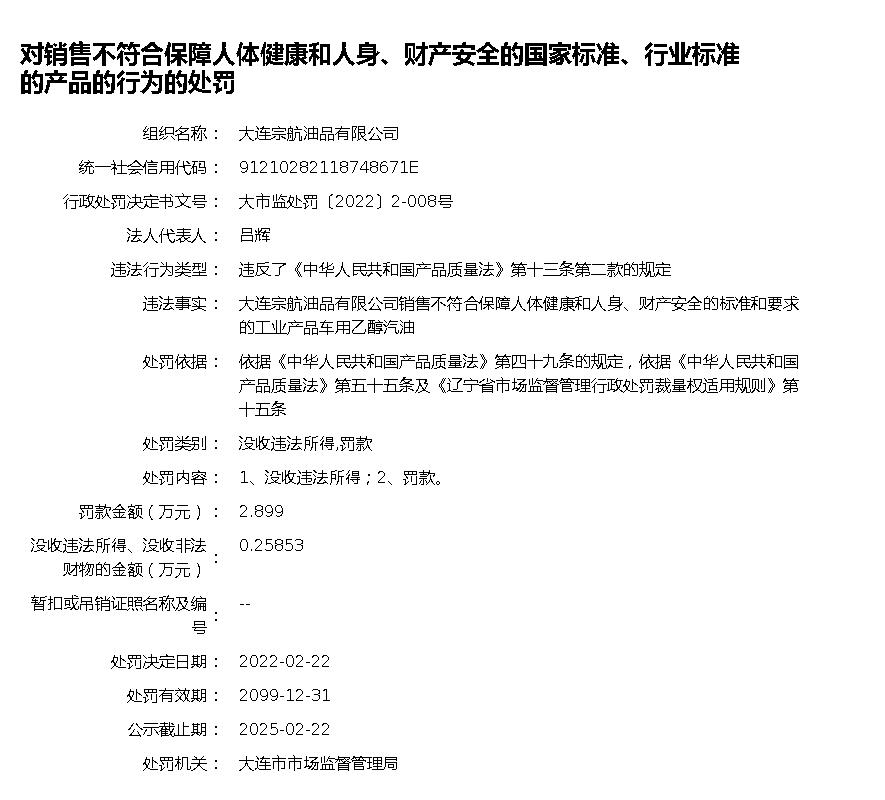 对销售不符合保障人体健康和人身、财产安全的国家标准、行业标准
的产品的行为的处罚
组织名称： 大连宗航油品有限公司
统一社会信用代码： 91210282118748671E
行政处罚决定书文号： 大市监处罚〔2022〕2-008号
法人代表人： 吕辉
违法行为类型： 违反了《中华人民共和国产品质量法》第十三条第二款的规定
违法事实： 大连宗航油品有限公司销售不符合保障人体健康和人身、财产安全的标准和要求
的工业产品车用乙醇汽油
处罚依据： 依据《中华人民共和国产品质量法》第四十九条的规定，依据《中华人民共和国
产品质量法》第五十五条及《辽宁省市场监督管理行政处罚裁量权适用规则》第
十五条
处罚类别： 没收违法所得,罚款
处罚内容： 1、没收违法所得；2、罚款。
罚款金额（万元）： 2.899
没收违法所得、没收非法
财物的金额（万元）： 0.25853
暂扣或吊销证照名称及编
号： --
处罚决定日期： 2022-02-22
处罚有效期： 2099-12-31
公示截止期： 2025-02-22
处罚机关： 大连市市场监督管理局